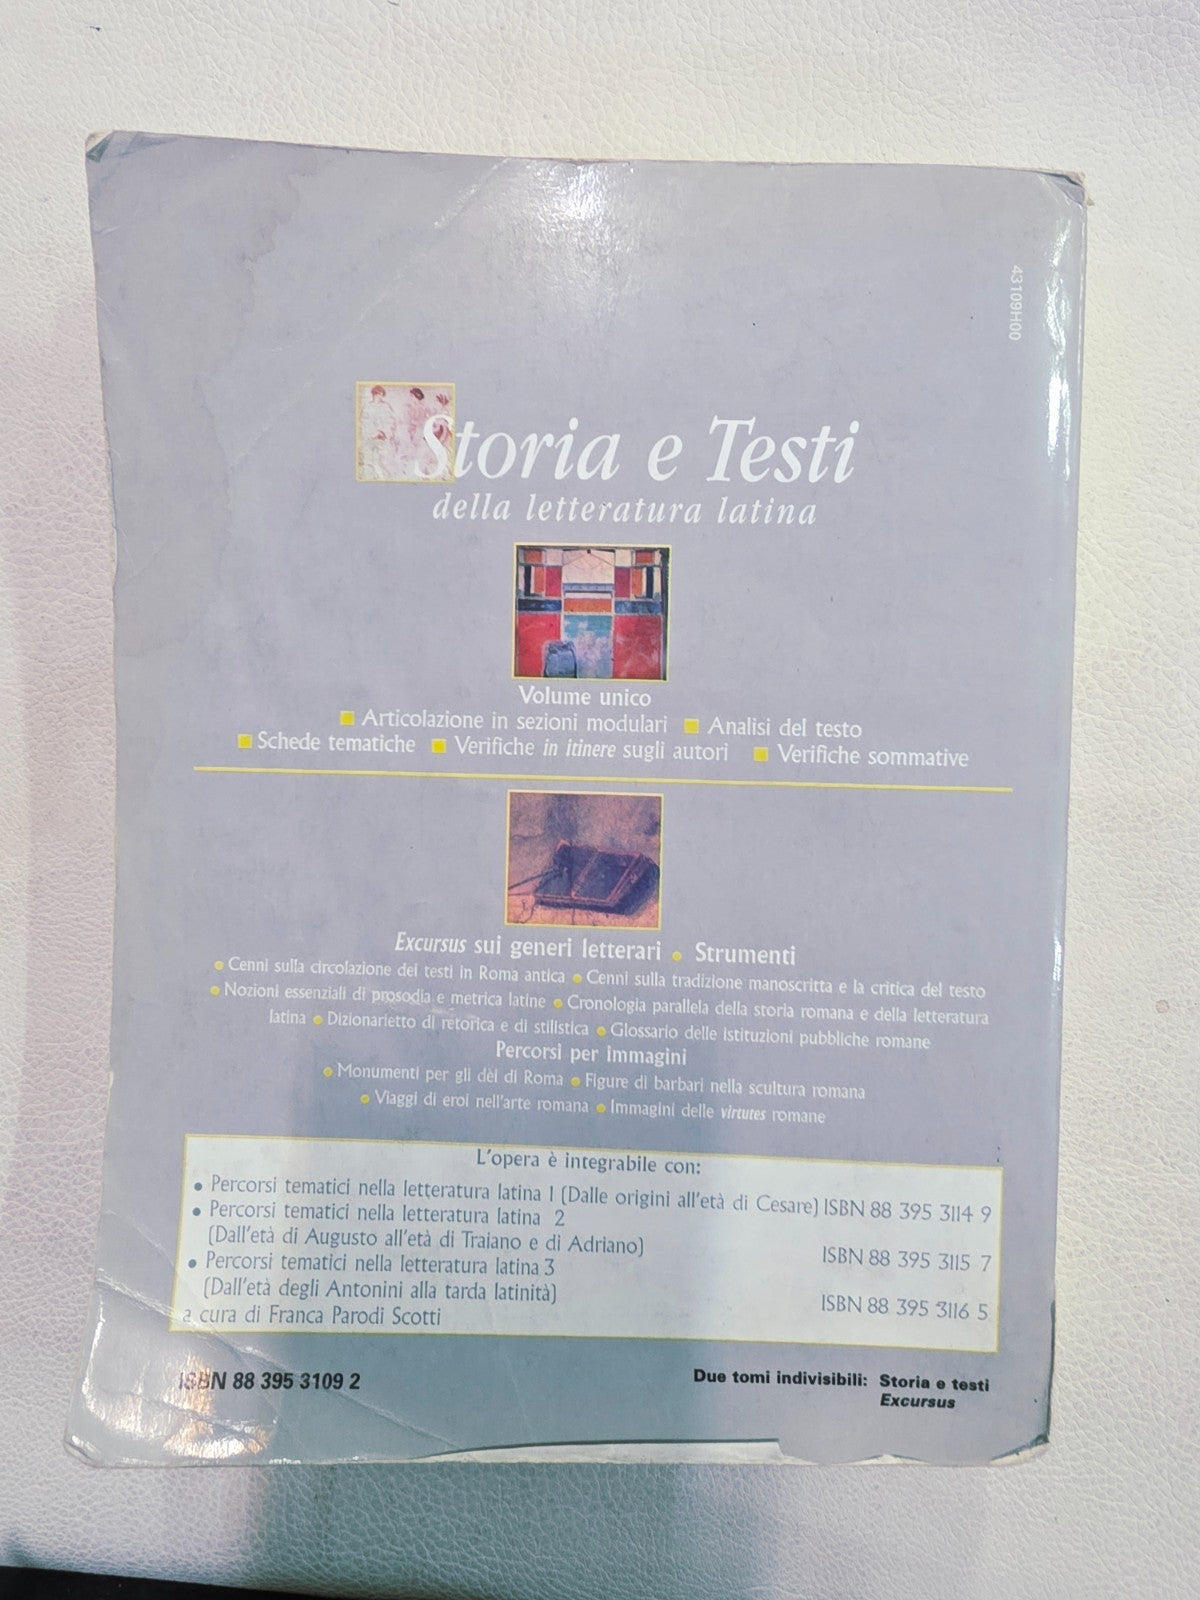 43109H00
Storia e Testi
della letteratura latina
Volume unico
Articolazione in sezioni modulari Analisi del testo
Schede tematiche Verifiche in itinere sugli autori Verifiche sommative
Excursus sui generi letterari • Strumenti
• Cenni sulla circolazione dei testi in Roma antica • Cenni sulla tradizione manoscritta e la critica del testo
• Nozioni essenziali di prosodia e metrica latine • Cronologia parallela della storia romana e della letteratura
latina • Dizionarietto di retorica e di stilistica • Glossario delle istituzioni pubbliche romane
Percorsi per immagini
• Monumenti per gli dèi di Roma • Figure di barbari nella scultura romana
• Viaggi di eroi nell'arte romana • Immagini delle virtutes romane
L'opera è integrabile con:
• Percorsi tematici nella letteratura latina 1 (Dalle origini all'età di Cesare) ISBN 88 395 3114 9
• Percorsi tematici nella letteratura latina 2
(Dall'età di Augusto all'età di Traiano e di Adriano) ISBN 88 395 3115 7
• Percorsi tematici nella letteratura latina 3
(Dall'età degli Antonini alla tarda latinità) ISBN 88 395 3116 5
a cura di Franca Parodi Scotti
ISBN 88 395 3109 2
Due tomi indivisibili: Storia e testi
Excursus